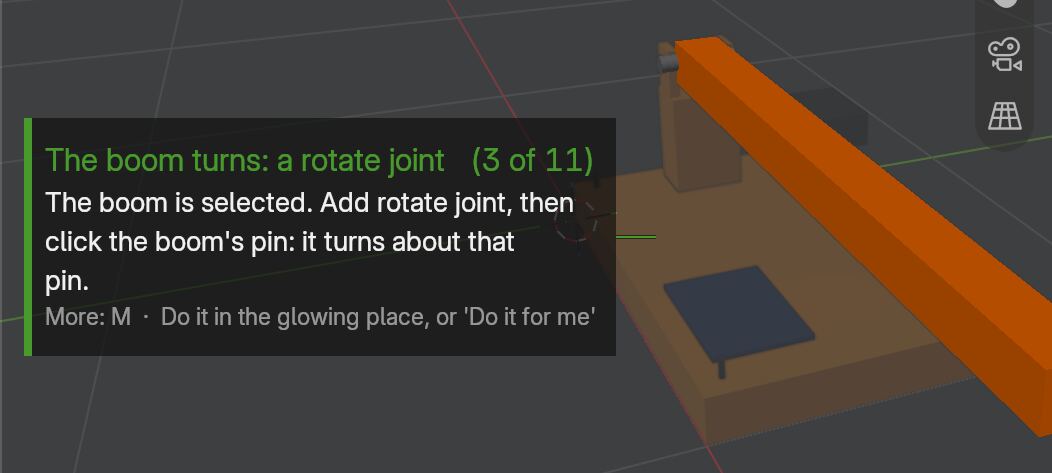 The boom turns: a rotate joint (3 of 11)
The boom is selected. Add rotate joint, then
click the boom's pin: it turns about that
pin.
More: M · Do it in the glowing place, or 'Do it for me'